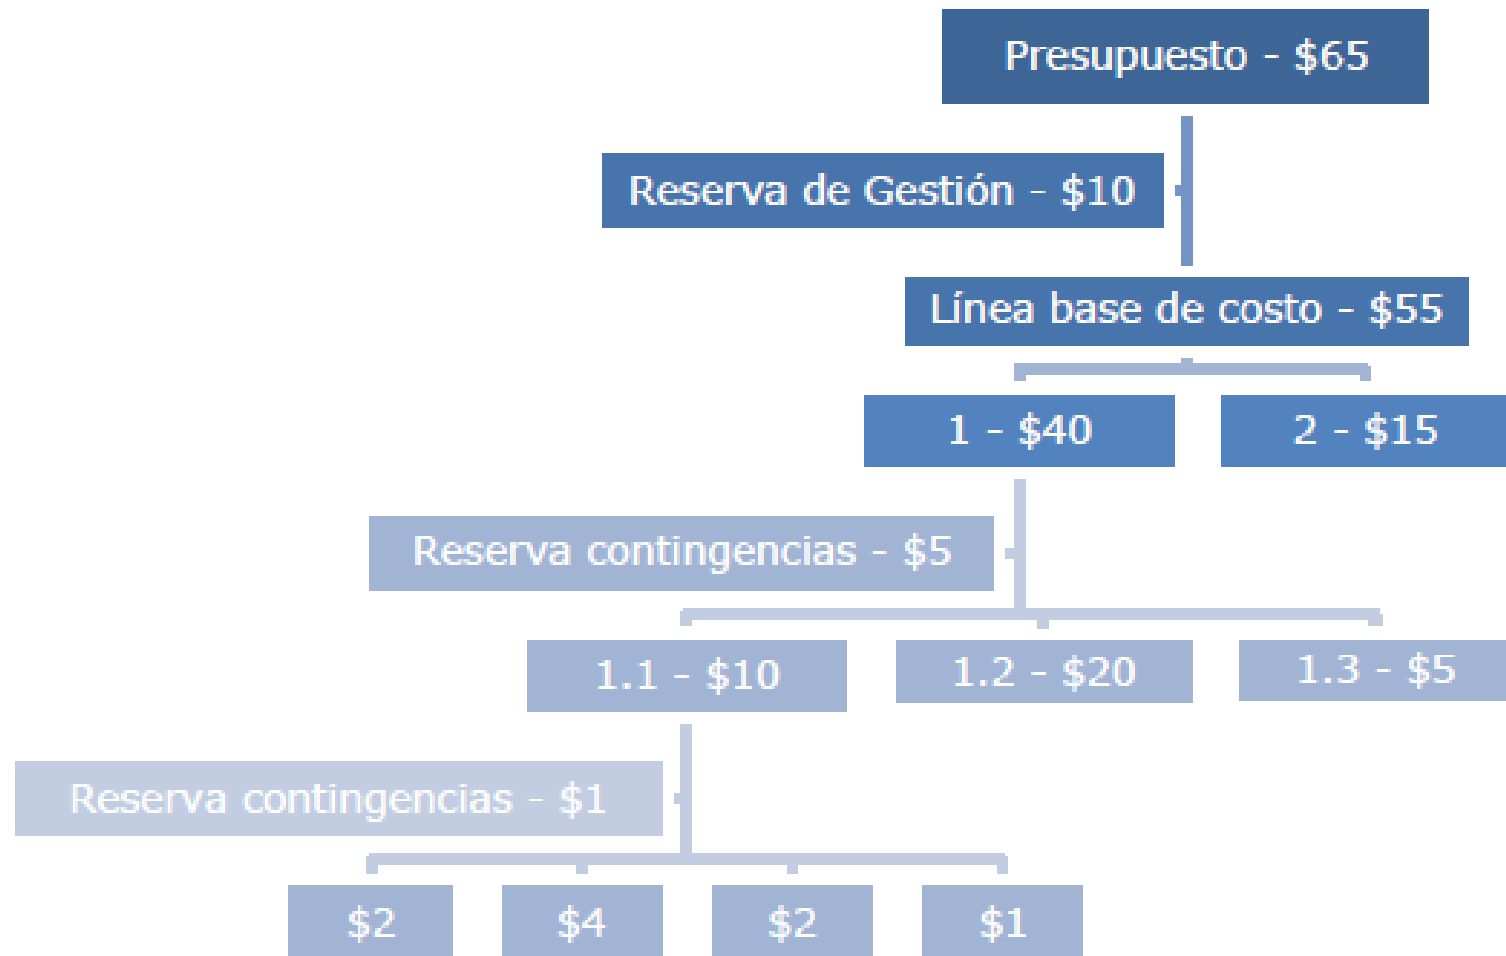 Presupuesto - $65
Reserva de Gestión - $10
Línea base de costo - $55
1 - $40
2 - $15
Reserva contingencias - $5
1.1 - $10
1.2 - $20
1.3 - $5
Reserva contingencias - $1
$2
$4
$2
$1